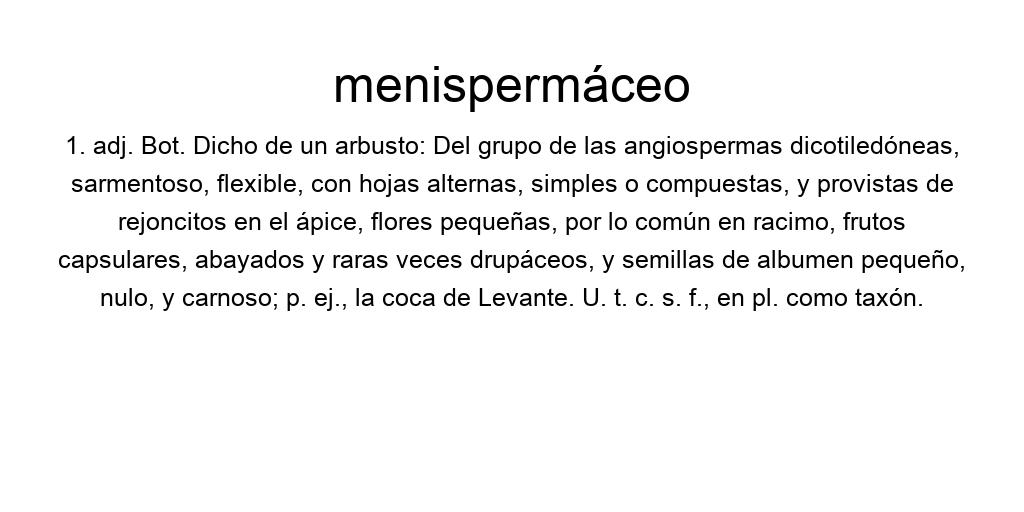 menispermáceo
1. adj. Bot. Dicho de un arbusto: Del grupo de las angiospermas dicotiledóneas,
sarmentoso, flexible, con hojas alternas, simples o compuestas, y provistas de
rejoncitos en el ápice, flores pequeñas, por lo común en racimo, frutos
capsulares, abayados y raras veces drupáceos, y semillas de albumen pequeño,
nulo, y carnoso; p. ej., la coca de Levante. U. t. c. s. f., en pl. como taxón.